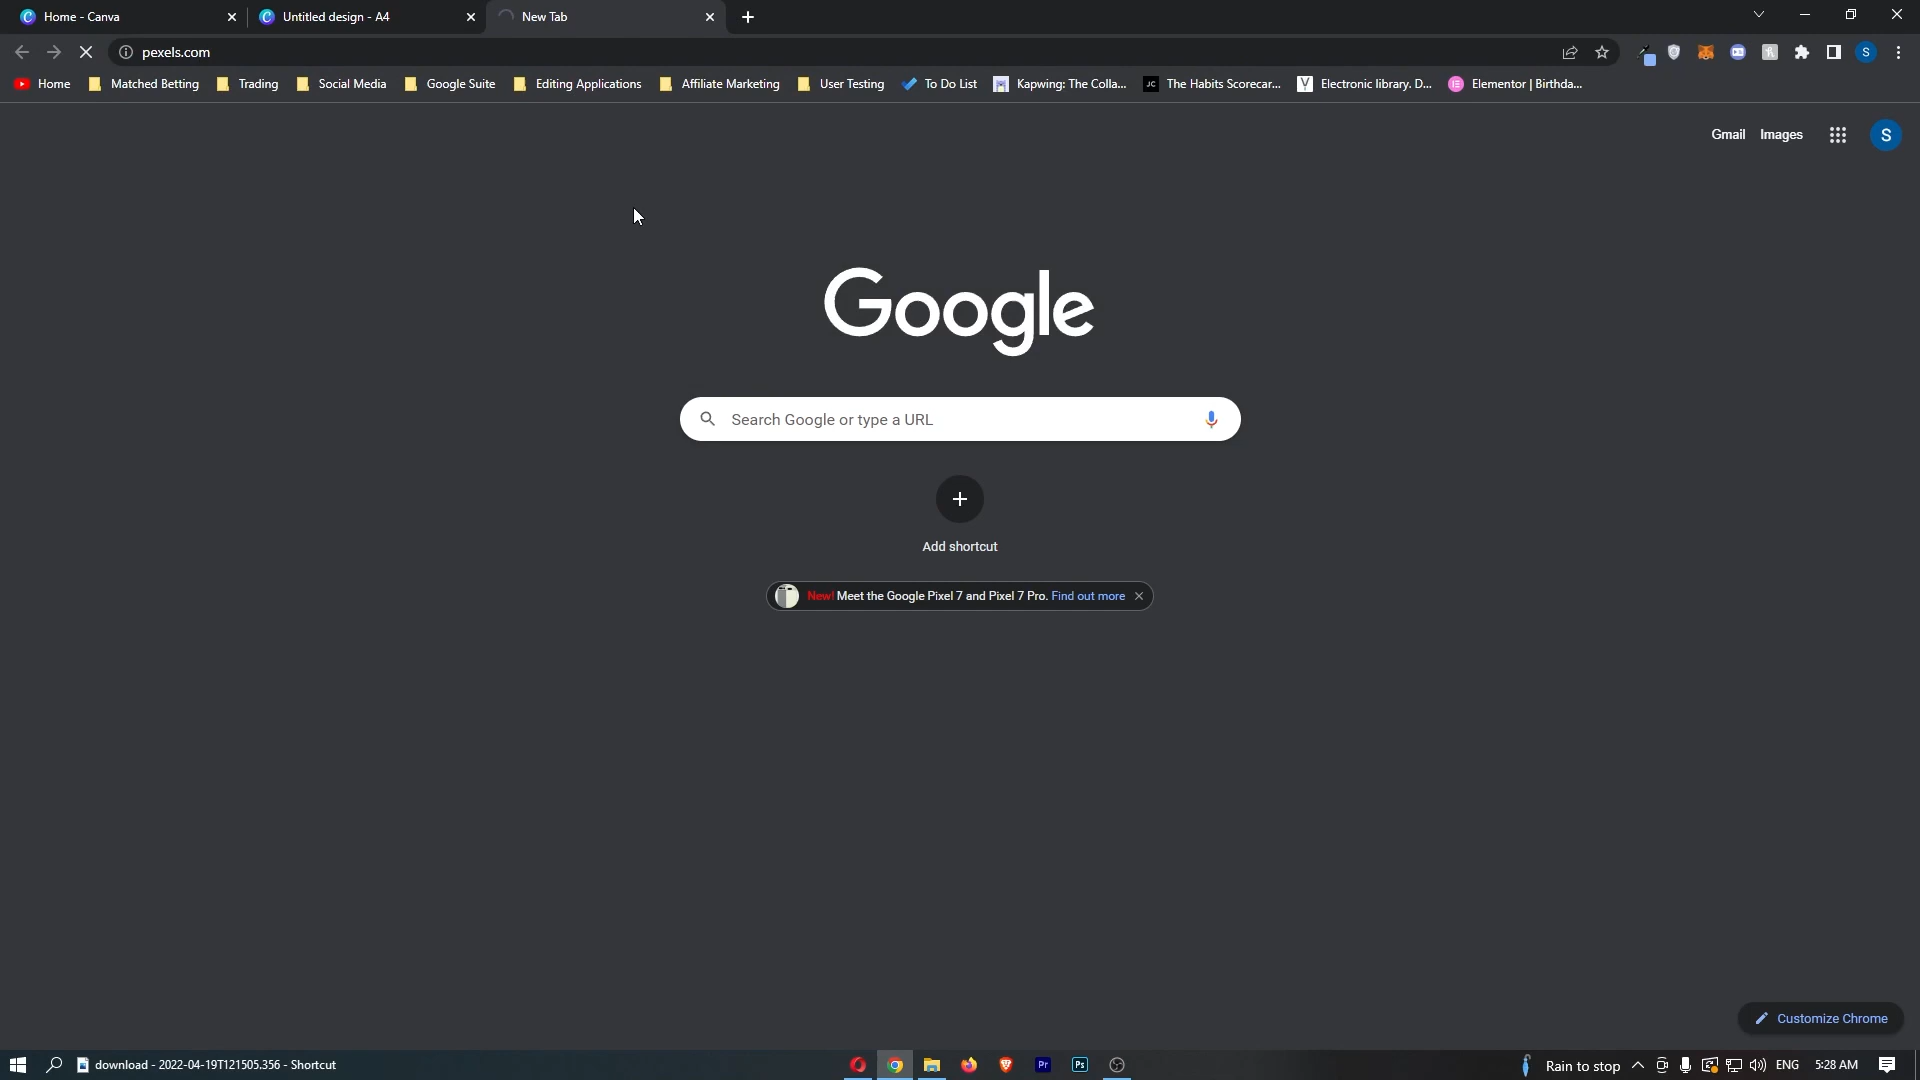 Home - Canva
Untitled design - A4
New Tab
pexels.com
S
Home
Matched Betting
Trading
Social Media
Google Suite
Editing Applications
Affiliate Marketing
User Testing
To Do List
Kapwing: The Colla...
JC
The Habits Scorecar...
Electronic library. D...
Elementor | Birthda...
Gmail
Images
S
Google
Search Google or type a URL
Add shortcut
New! Meet the Google Pixel 7 and Pixel 7 Pro. Find out more
Customize Chrome
download - 2022-04-19T121505.356 - Shortcut
Pr
Ps
Rain to stop
ENG
5:28 AM